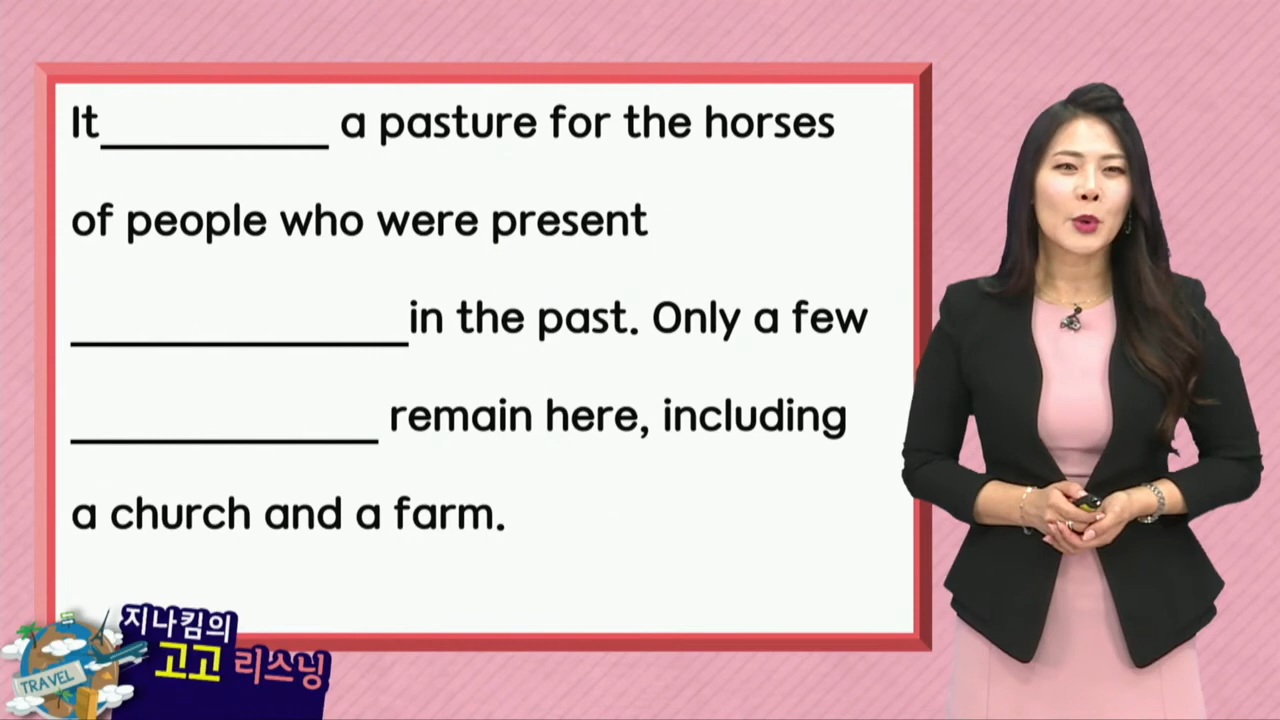 It__________ a pasture for the horses
of people who were present
_______________in the past. Only a few
______________ remain here, including
a church and a farm.
지나킴의
고고 리스닝
TRAVEL